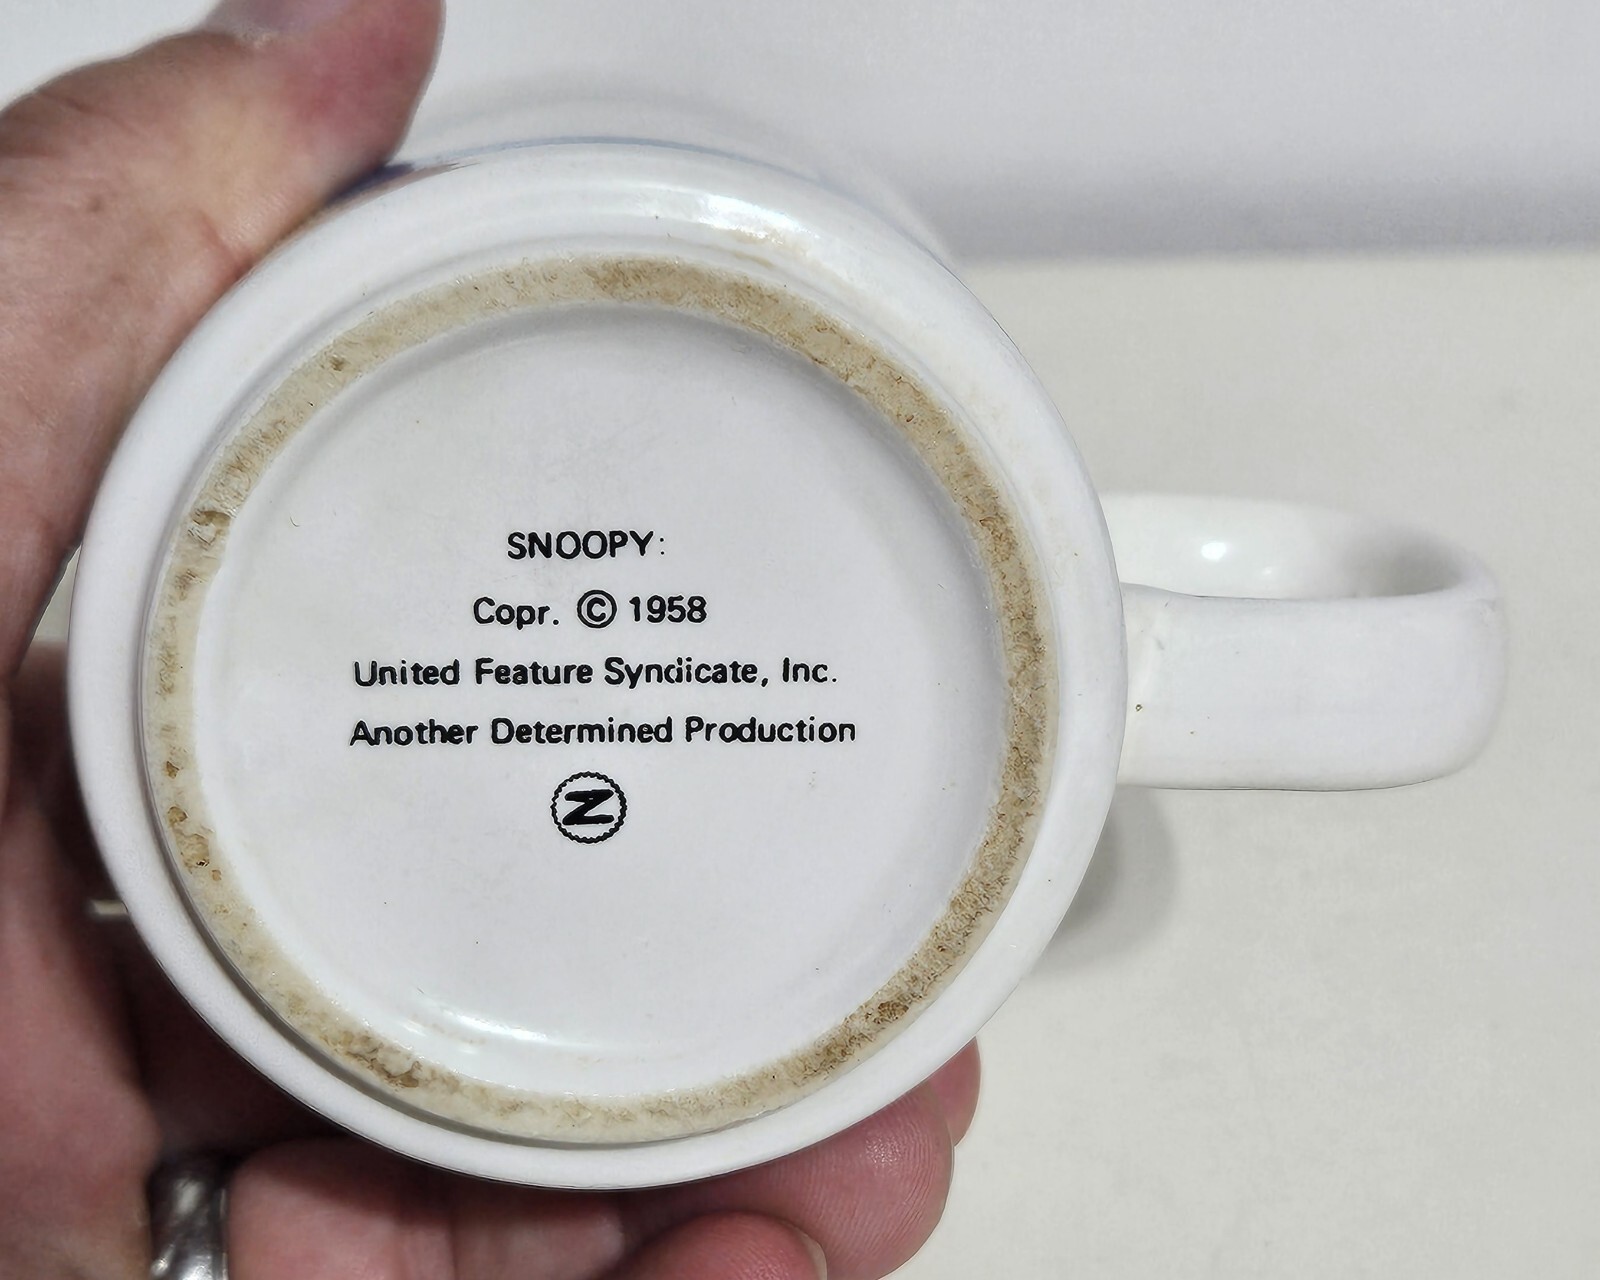 SNOOPY:
Copr. © 1958
United Feature Syndicate, Inc.
Another Determined Production
Z